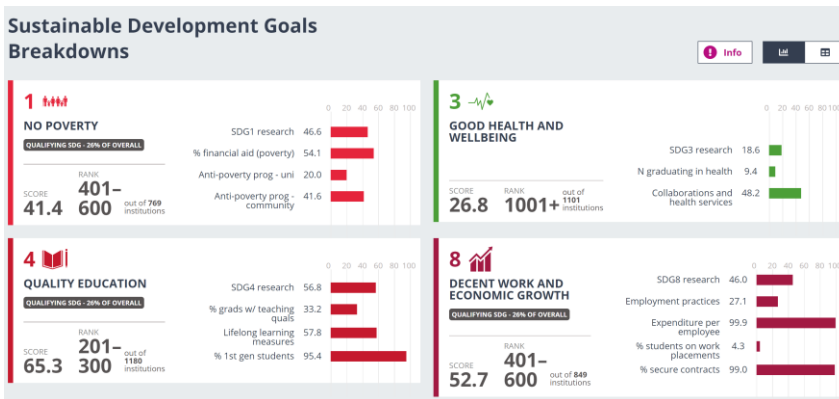 Sustainable Development Goals
Breakdowns
Info
1
NO POVERTY
QUALIFYING SDG - 26% OF OVERALL
SCORE
41.4
RANK
401–
600
out of 769
institutions
0 20 40 60 80 100
SDG1 research 46.6
% financial aid (poverty) 54.1
Anti-poverty prog - uni 20.0
Anti-poverty prog - 41.6
community
3
GOOD HEALTH AND
WELLBEING
SCORE
26.8
RANK
1001+
out of
1101
institutions
0 20 40 60 80 100
SDG3 research 18.6
N graduating in health 9.4
Collaborations and 48.2
health services
4
QUALITY EDUCATION
QUALIFYING SDG - 26% OF OVERALL
SCORE
65.3
RANK
201–
300
out of
1180
institutions
0 20 40 60 80 100
SDG4 research 56.8
% grads w/ teaching 33.2
quals
Lifelong learning 57.8
measures
% 1st gen students 95.4
8
DECENT WORK AND
ECONOMIC GROWTH
QUALIFYING SDG - 26% OF OVERALL
SCORE
52.7
RANK
401–
600
out of 849
institutions
0 20 40 60 80 100
SDG8 research 46.0
Employment practices 27.1
Expenditure per 99.9
employee
% students on work 4.3
placements
% secure contracts 99.0